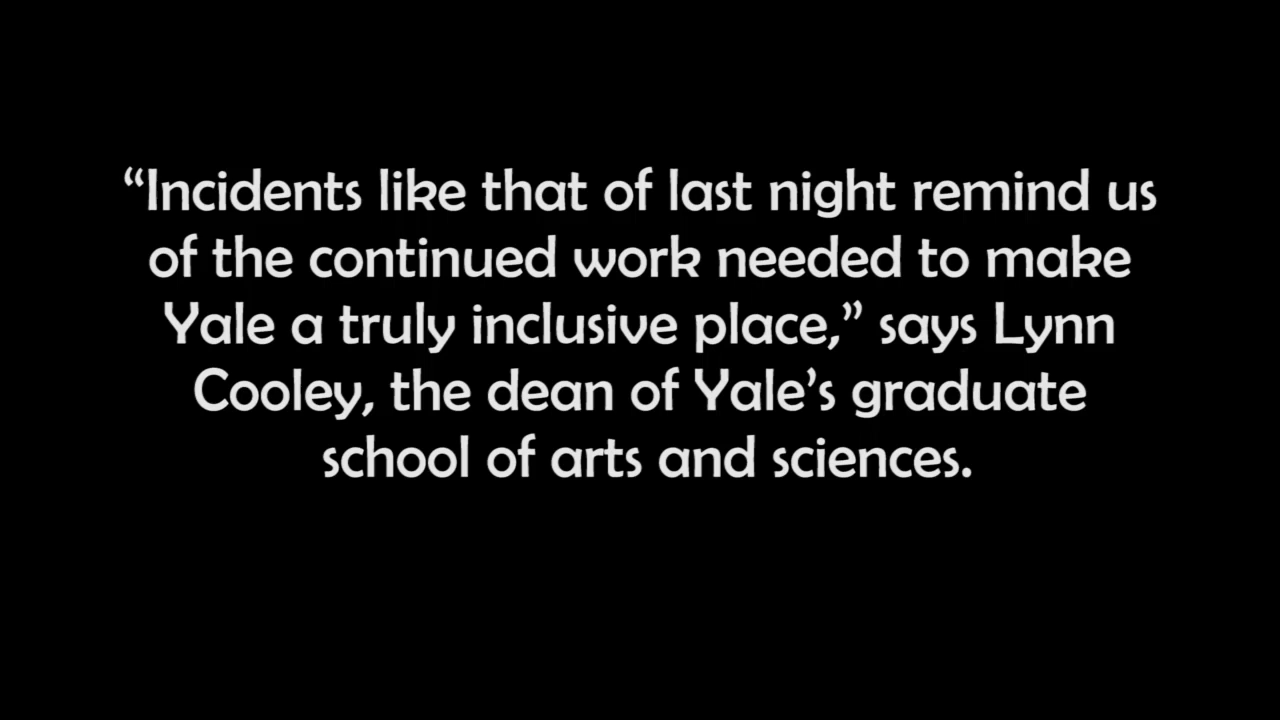 “Incidents like that of last night remind us
of the continued work needed to make
Yale a truly inclusive place,” says Lynn
Cooley, the dean of Yale’s graduate
school of arts and sciences.